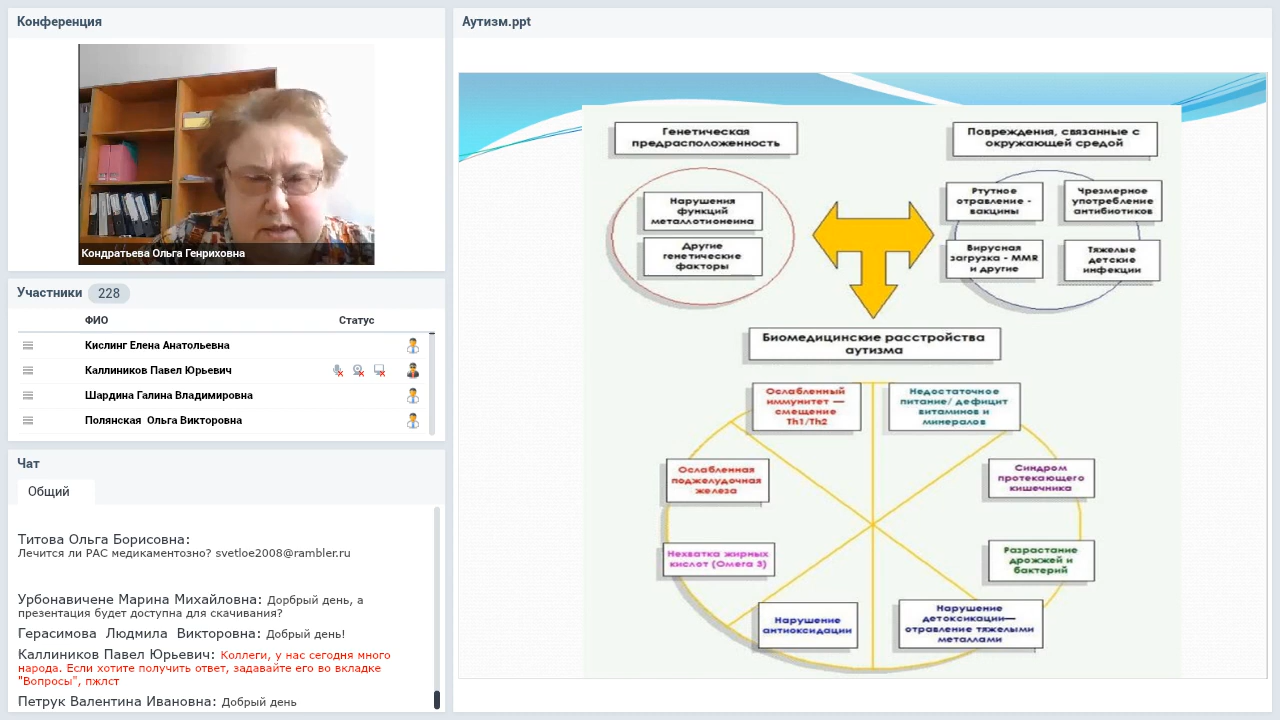 Конференция
Кондратьева Ольга Генриховна
Участники 228
ФИО Статус
Кислинг Елена Анатольевна
Каллиников Павел Юрьевич
Шардина Галина Владимировна
Полянская Ольга Викторовна
Чат
Общий
Титова Ольга Борисовна:
Лечится ли РАС медикаментозно? svetloe2008@rambler.ru
Урбонавичене Марина Михайловна: Дорбрый день, а
презентация будет доступна для скачивания?
Герасимова Людмила Викторовна: Добрый день!
Каллиников Павел Юрьевич: Коллеги, у нас сегодня много
народа. Если хотите получить ответ, задавайте его во вкладке
"Вопросы", пжлст
Петрук Валентина Ивановна: Добрый день
Аутизм.ppt
Генетическая
предрасположенность
Повреждения, связанные с
окружающей средой
Нарушения
функций
металлотионеина
Другие
генетические
факторы
Ртутное
отравление -
вакцины
Чрезмерное
употребление
антибиотиков
Вирусная
загрузка - MMR
и другие
Тяжелые
детские
инфекции
Биомедицинские расстройства
аутизма
Ослабленный
иммунитет —
смещение
Th1/Th2
Недостаточное
питание/ дефицит
витаминов и
минералов
Ослабленная
поджелудочная
железа
Синдром
протекающего
кишечника
Нехватка жирных
кислот (Омега 3)
Разрастание
дрожжей и
бактерий
Нарушение
антиоксидации
Нарушение
детоксикации—
отравление тяжелыми
металлами